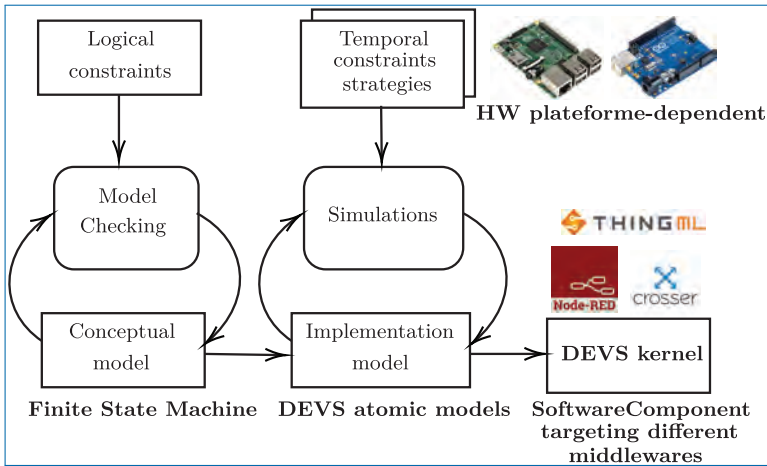 Logical
constraints
Temporal
constraints
strategies
HW plateforme-dependent
Model
Checking
Simulations
THINGML
Node-RED
crosser
Conceptual
model
Implementation
model
DEVS kernel
Finite State Machine
DEVS atomic models
SoftwareComponent
targeting different
middlewares